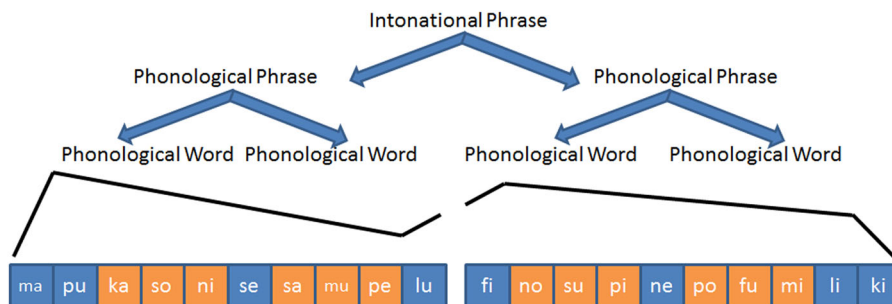 Intonational Phrase
Phonological Phrase Phonological Phrase
Phonological Word Phonological Word Phonological Word Phonological Word
ma pu ka so ni se sa mu pe lu fi no su pi ne po fu mi li ki